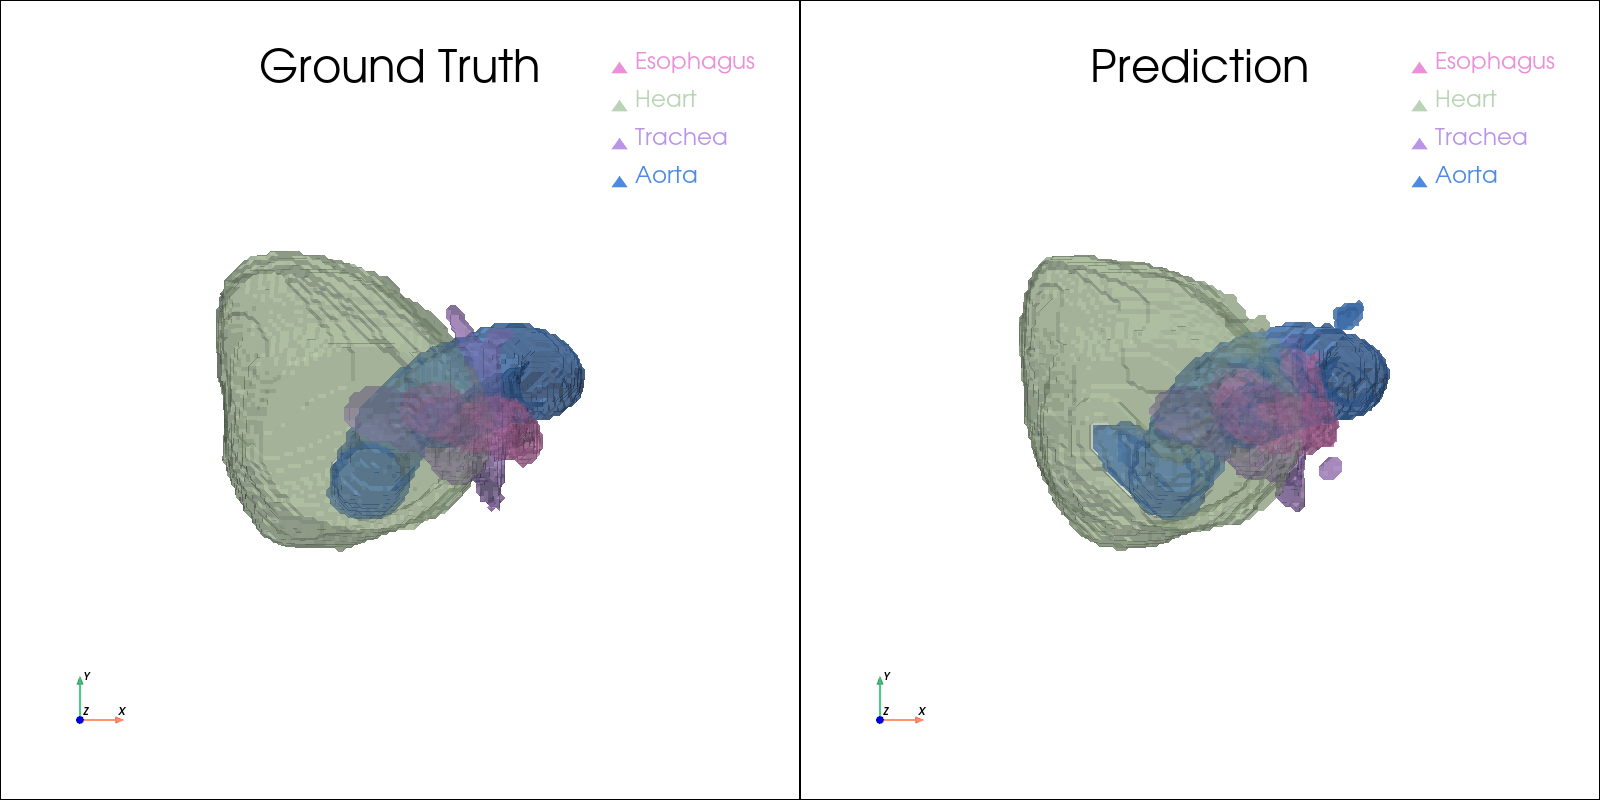 Ground Truth
Esophagus
Heart
Trachea
Aorta
Y
Z
X
Prediction
Esophagus
Heart
Trachea
Aorta
Y
Z
X